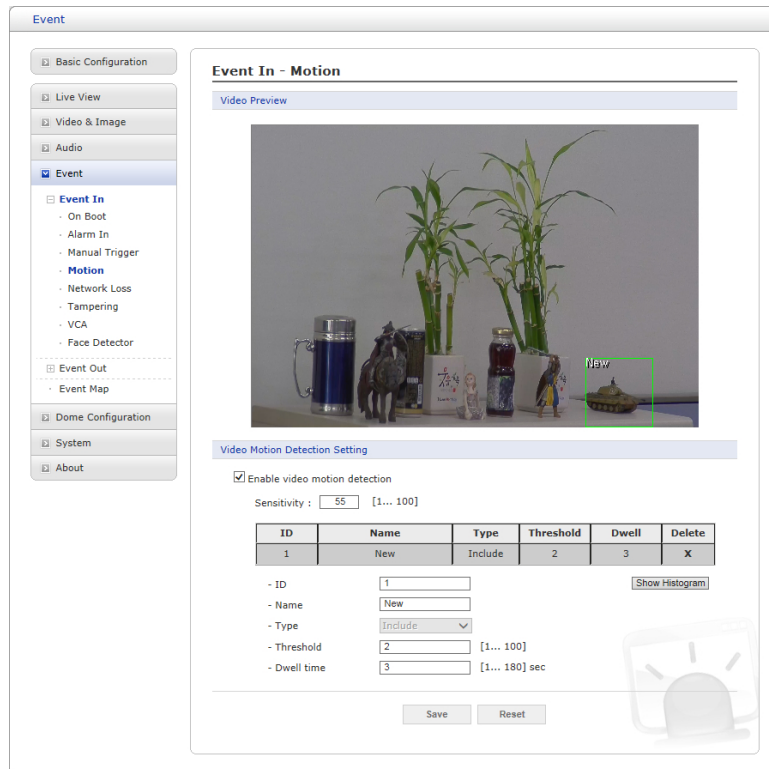 Event
Basic Configuration
Live View
Video & Image
Audio
Event
Event In
On Boot
Alarm In
Manual Trigger
Motion
Network Loss
Tampering
VCA
Face Detector
Event Out
Event Map
Dome Configuration
System
About
Event In - Motion
Video Preview
New
Video Motion Detection Setting
Enable video motion detection
Sensitivity : 55 [1... 100]
ID Name Type Threshold Dwell Delete
1 New Include 2 3 X
- ID 1 Show Histogram
- Name New
- Type Include
- Threshold 2 [1... 100]
- Dwell time 3 [1... 180] sec
Save Reset